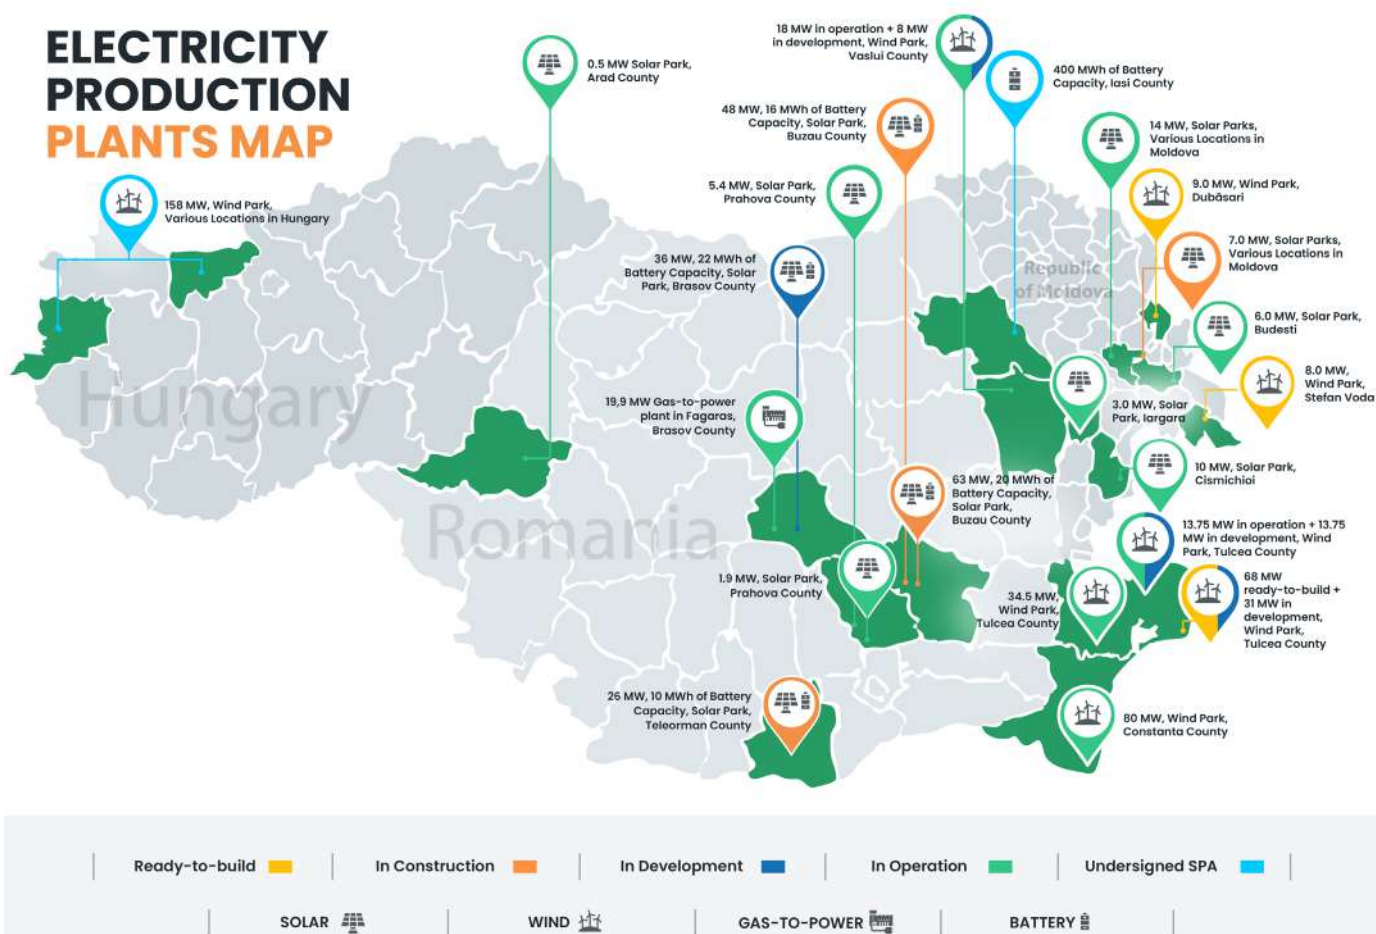 ELECTRICITY
PRODUCTION
PLANTS MAP
0.5 MW Solar Park,
Arad County
18 MW in operation + 8 MW
in development, Wind Park,
Vaslui County
400 MWh of Battery
Capacity, Iasi County
48 MW, 16 MWh of Battery
Capacity, Solar Park,
Buzau County
14 MW, Solar Parks,
Various Locations in
Moldova
5.4 MW, Solar Park,
Prahova County
9.0 MW, Wind Park,
Dubăsari
158 MW, Wind Park,
Various Locations in Hungary
7.0 MW, Solar Parks,
Various Locations in
Moldova
36 MW, 22 MWh of
Battery Capacity, Solar
Park, Brasov County
Republic
of Moldova
6.0 MW, Solar Park,
Budesti
8.0 MW,
Wind Park,
Stefan Voda
Hungary
19,9 MW Gas-to-power
plant in Fagaras,
Brasov County
3.0 MW, Solar
Park, Iargara
10 MW, Solar Park,
Cismichioi
63 MW, 20 MWh of
Battery Capacity,
Solar Park,
Buzau County
Romania
13.75 MW in operation + 13.75
MW in development, Wind
Park, Tulcea County
1.9 MW, Solar Park,
Prahova County
34.5 MW,
Wind Park,
Tulcea County
68 MW
ready-to-build +
31 MW in
development,
Wind Park,
Tulcea County
26 MW, 10 MWh of Battery
Capacity, Solar Park,
Teleorman County
80 MW, Wind Park,
Constanta County
Ready-to-build
In Construction
In Development
In Operation
Undersigned SPA
SOLAR
WIND
GAS-TO-POWER
BATTERY